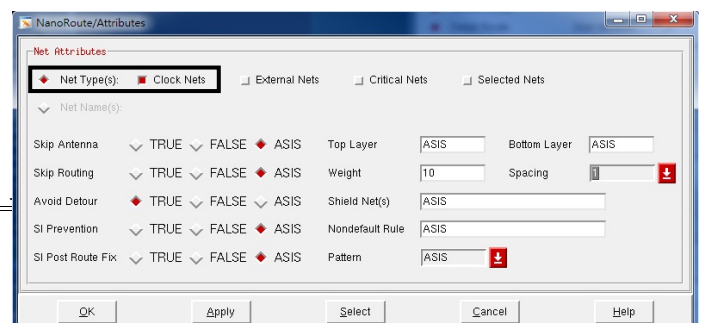 NanoRoute/Attributes
Net Attributes
Net Type(s): Clock Nets External Nets Critical Nets Selected Nets
Net Name(s):
Skip Antenna TRUE FALSE ASIS Top Layer ASIS Bottom Layer ASIS
Skip Routing TRUE FALSE ASIS Weight 10 Spacing 1
Avoid Detour TRUE FALSE ASIS Shield Net(s) ASIS
SI Prevention TRUE FALSE ASIS Nondefault Rule ASIS
SI Post Route Fix TRUE FALSE ASIS Pattern ASIS
OK Apply Select Cancel Help